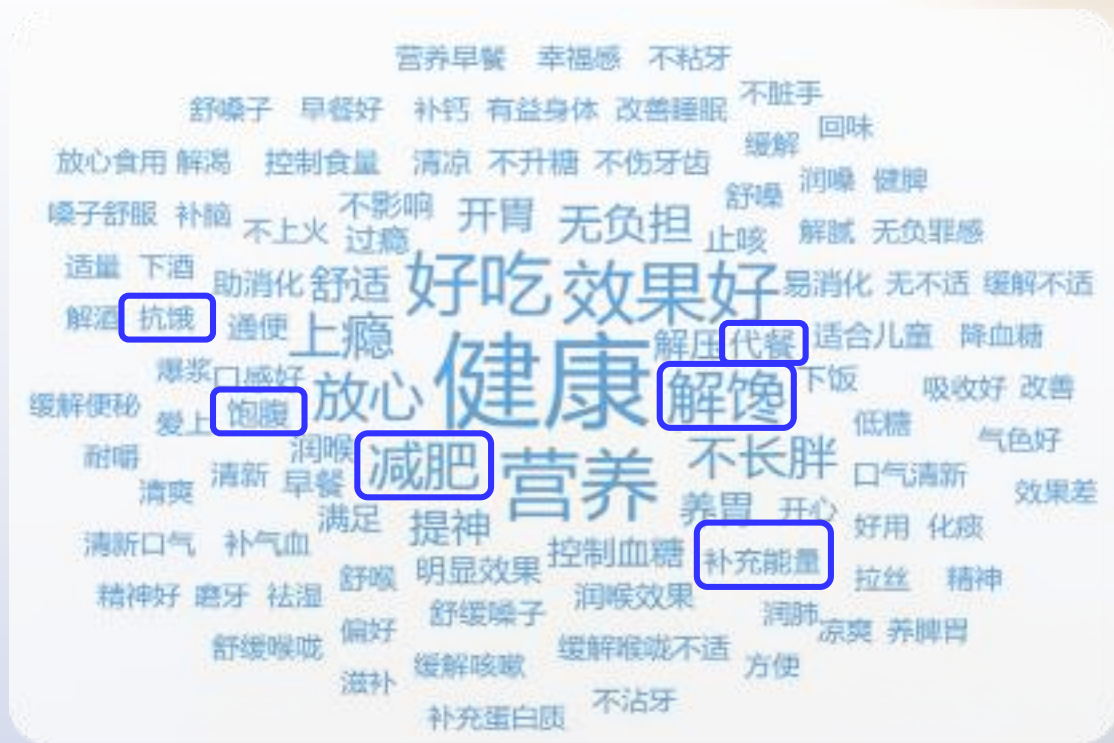 营养早餐 幸福感 不粘牙
不脏手
舒嗓子 早餐好 补钙 有益身体 改善睡眠
回味
缓解
放心食用 解渴 控制食量 清凉 不升糖 不伤牙齿
润嗓 健脾
舒嗓
嗓子舒服 补脑 不影响 开胃 无负担
不上火 过瘾 止咳 解腻 无负罪感
适量 下酒 助消化 舒适 好吃 效果好 易消化 无不适 缓解不适
解酒 抗饿 通便 上瘾 解压 代餐 适合儿童 降血糖
健康
爆浆 口感好 放心 解馋 下饭 吸收好 改善
缓解便秘 爱上 饱腹 低糖
气色好
耐嚼 润喉 减肥 营养 不长胖
清爽 清新 早餐 口气清新 效果差
满足 提神 养胃 开心 好用 化痰
清新口气 补气血 控制血糖 补充能量
舒喉 明显效果 拉丝 精神
精神好 磨牙 祛湿 润喉效果
舒缓嗓子 润肺
偏好 凉爽 养脾胃
舒缓喉咙 缓解咳嗽 缓解喉咙不适 方便
滋补
补充蛋白质 不沾牙